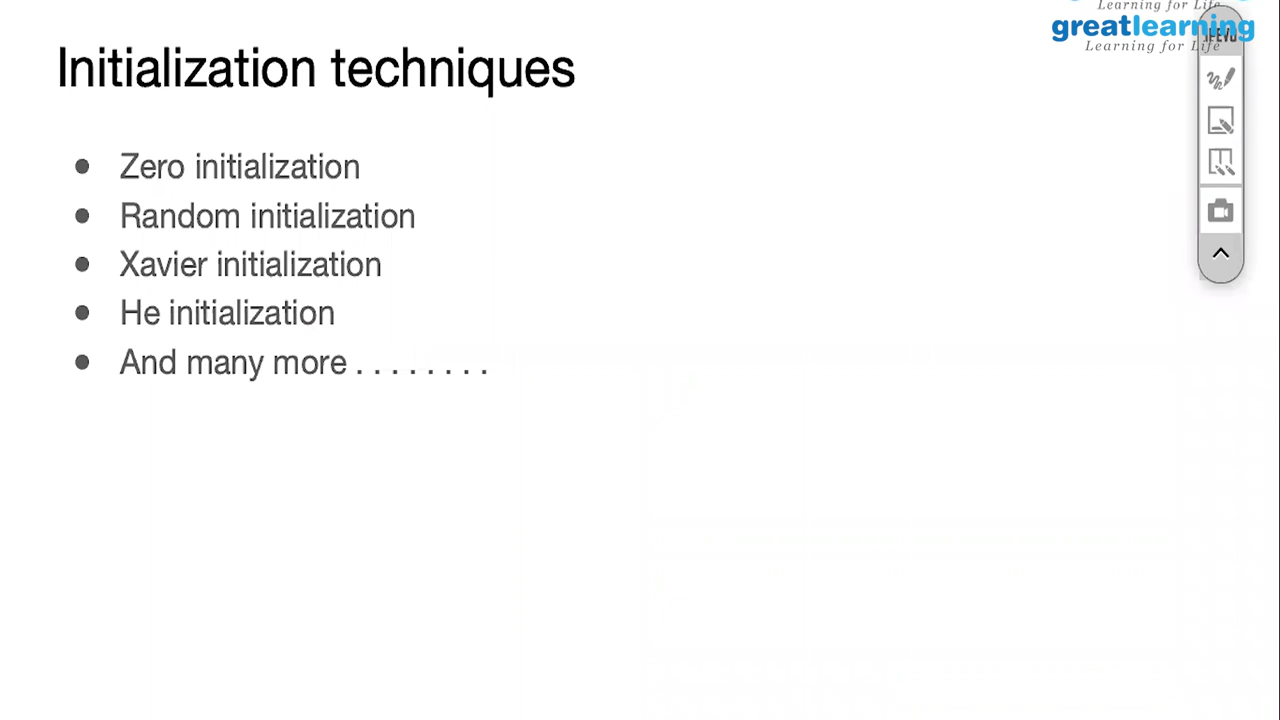 Learning for Life
greatlearning
Learning for Life
Initialization techniques
● Zero initialization
● Random initialization
● Xavier initialization
● He initialization
● And many more . . . . . . . .